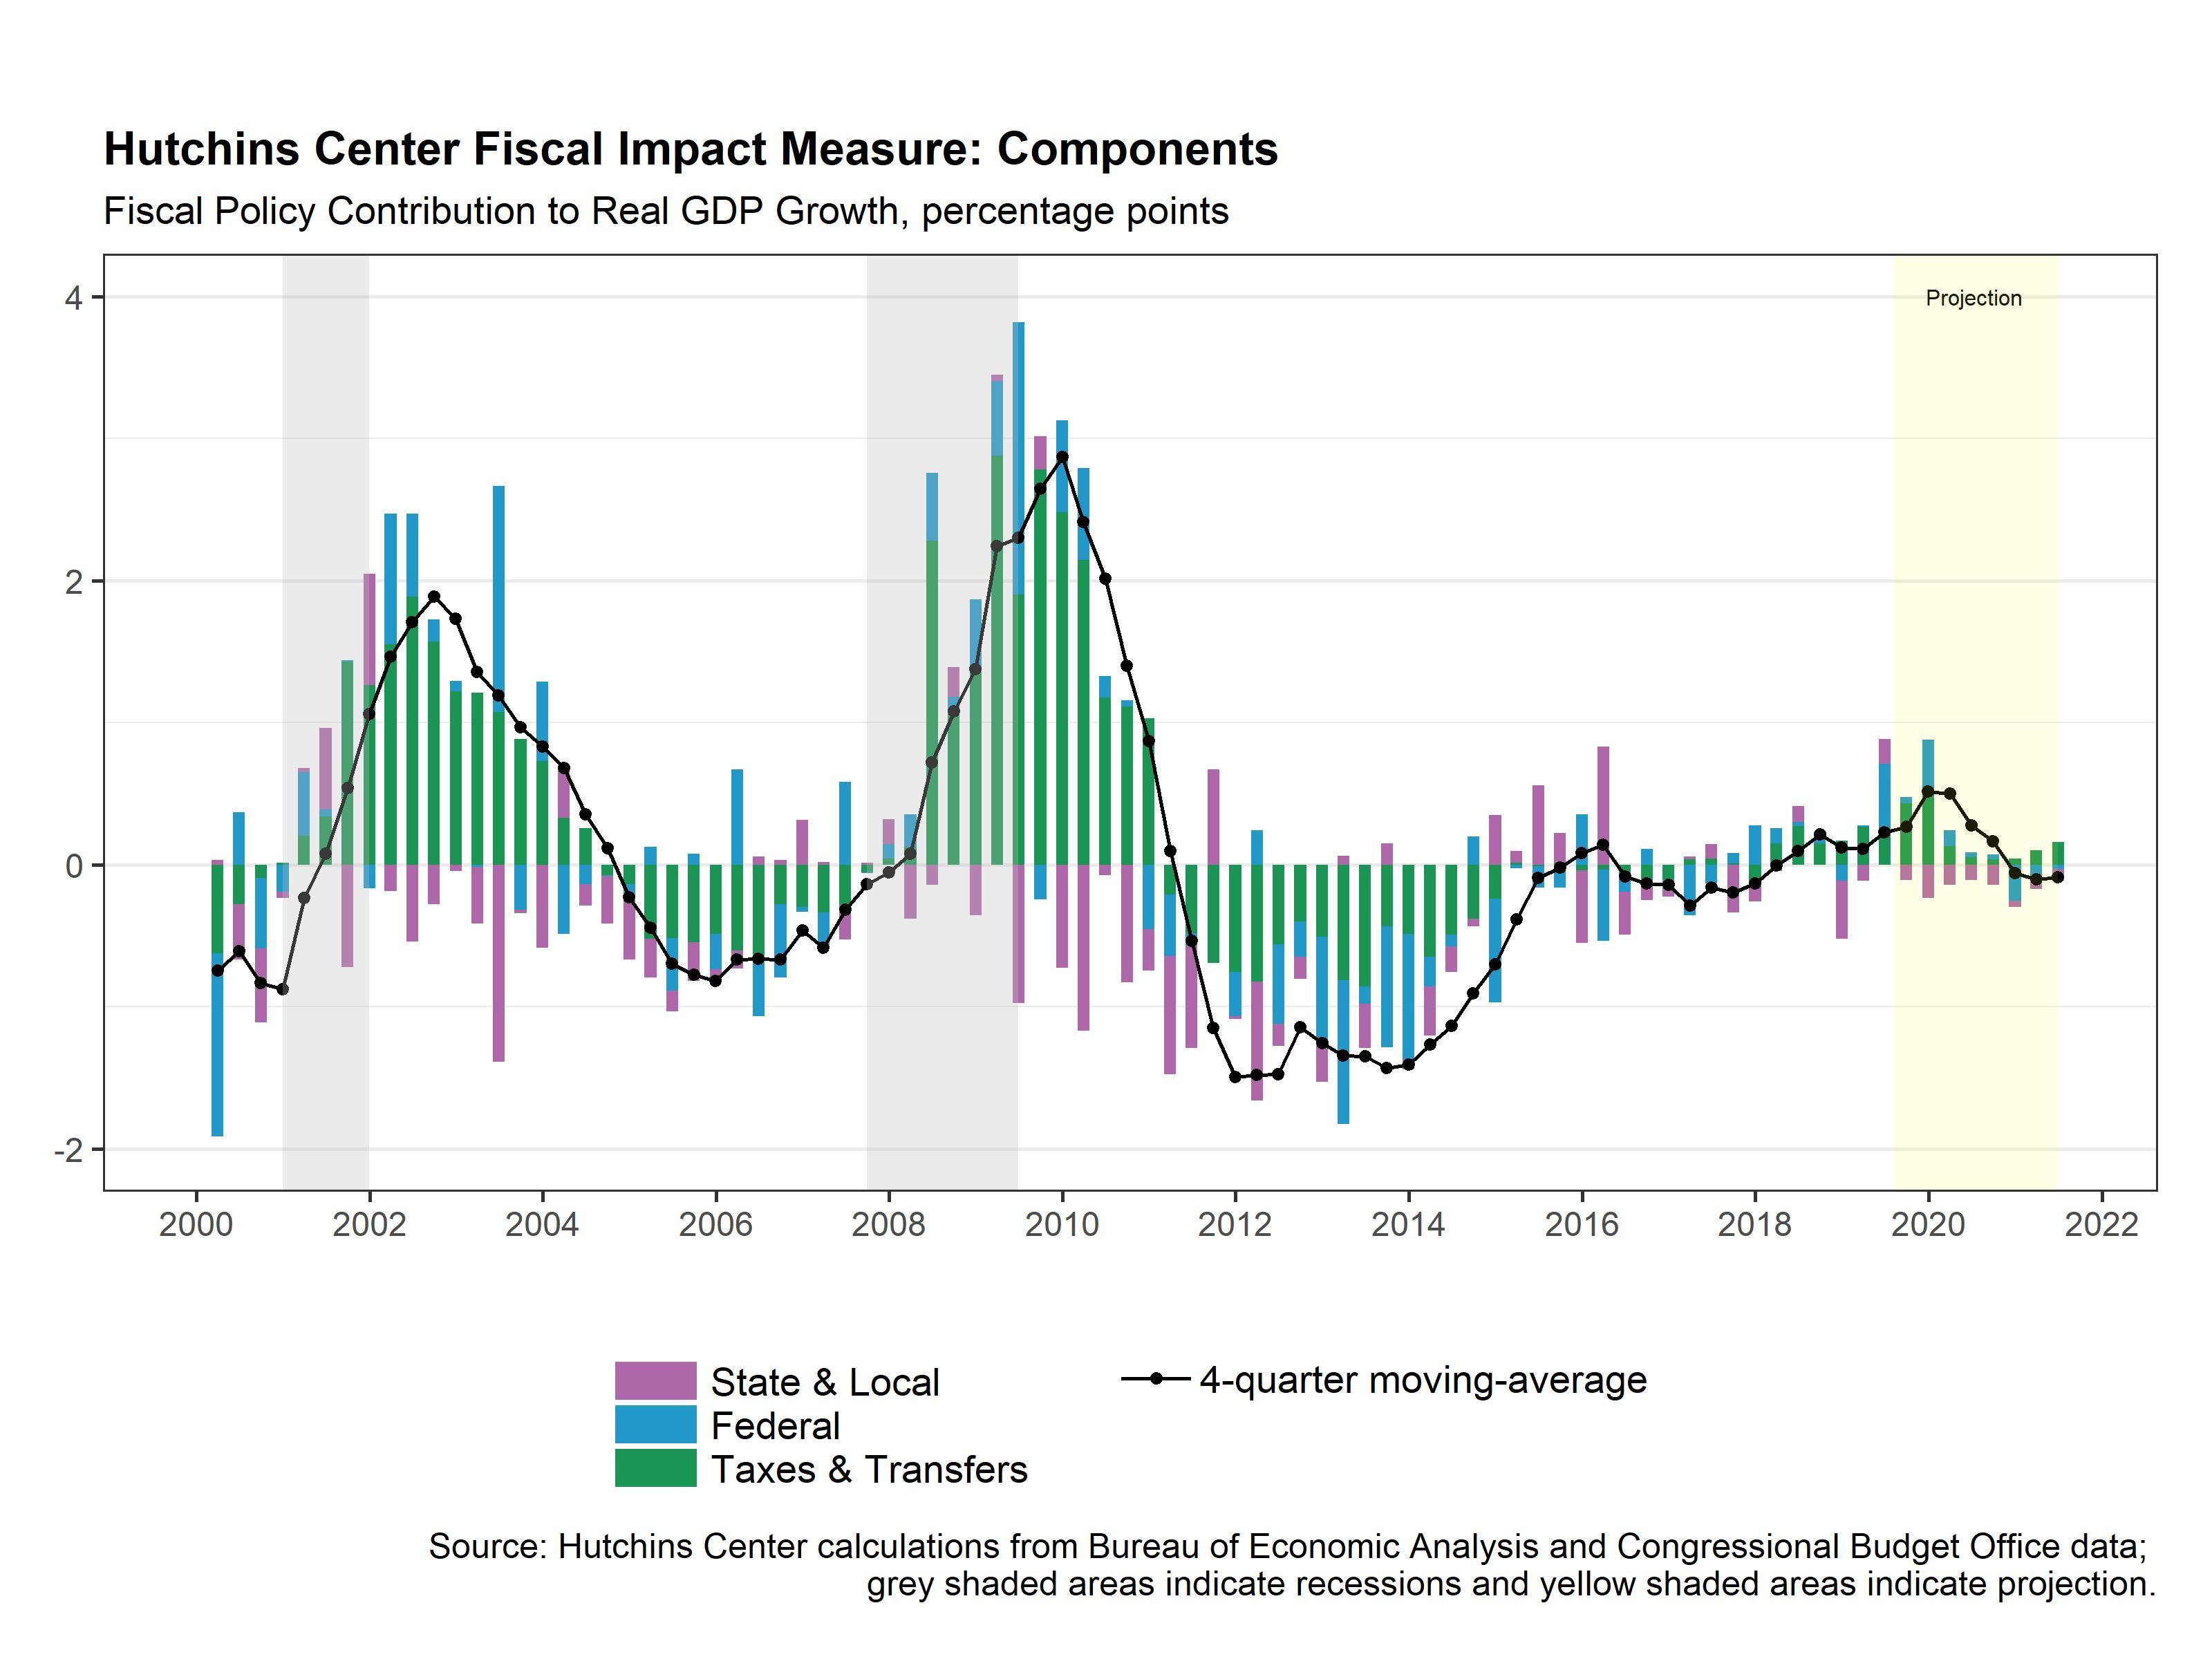 Hutchins Center Fiscal Impact Measure: Components
Fiscal Policy Contribution to Real GDP Growth, percentage points
4
2
0
-2
Projection
2000 2002 2004 2006 2008 2010 2012 2014 2016 2018 2020 2022
State & Local
Federal
Taxes & Transfers
4-quarter moving-average
Source: Hutchins Center calculations from Bureau of Economic Analysis and Congressional Budget Office data;
grey shaded areas indicate recessions and yellow shaded areas indicate projection.